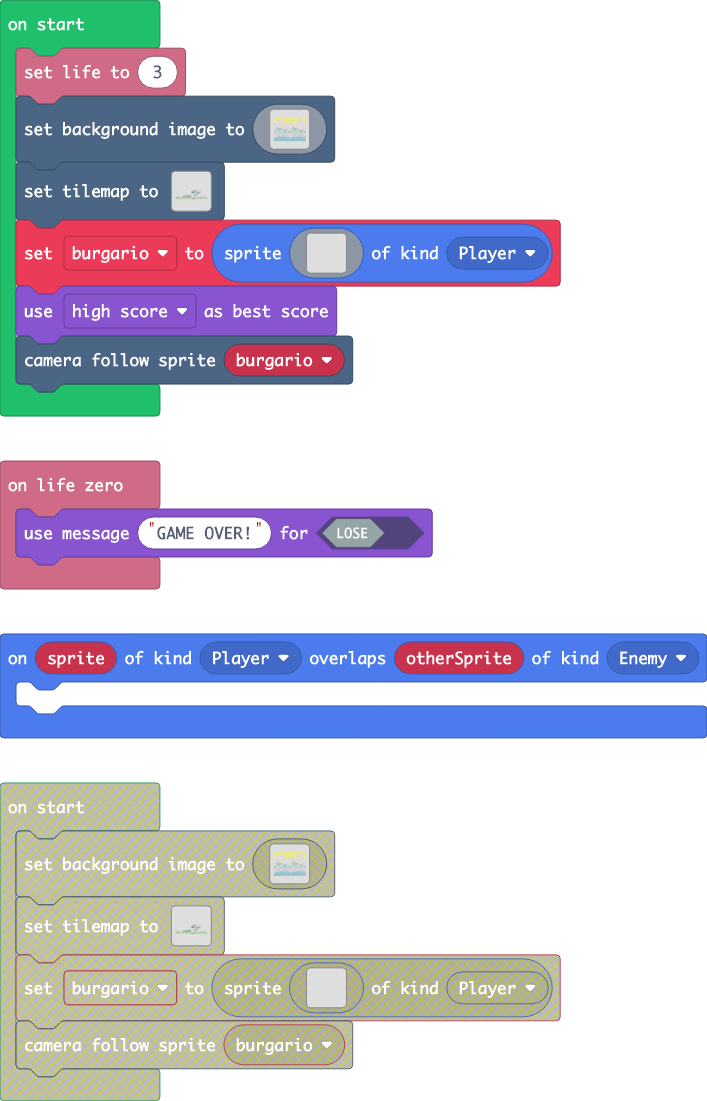 on start
set life to 3
set background image to
set tilemap to
set burgario to sprite of kind Player
use high score as best score
camera follow sprite burgario
on life zero
use message "GAME OVER!" for LOSE
on sprite of kind Player overlaps otherSprite of kind Enemy
on start
set background image to
set tilemap to
set burgario to sprite of kind Player
camera follow sprite burgario